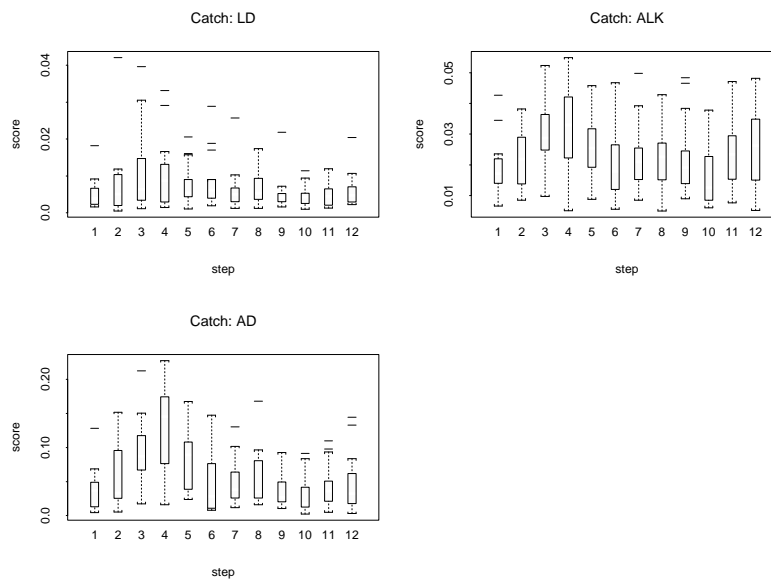 Catch: LD
score
0.0 0.02 0.04
1 2 3 4 5 6 7 8 9 10 11 12
step
Catch: ALK
score
0.01 0.03 0.05
1 2 3 4 5 6 7 8 9 10 11 12
step
Catch: AD
score
0.0 0.10 0.20
1 2 3 4 5 6 7 8 9 10 11 12
step